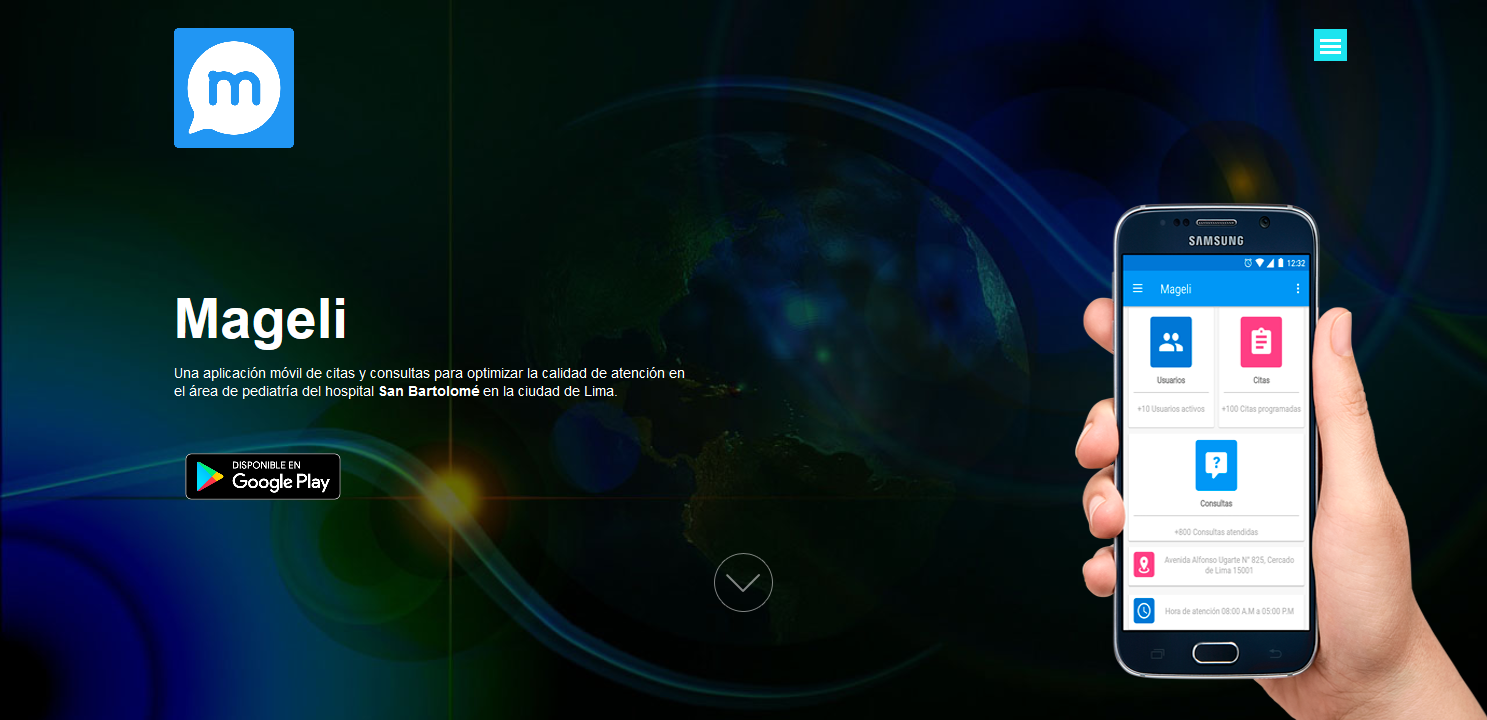 m
SAMSUNG
12:32
Mageli
Usuarios
Citas
+10 Usuarios activos
+100 Citas programadas
Mageli
Una aplicación móvil de citas y consultas para optimizar la calidad de atención en
el área de pediatría del hospital San Bartolomé en la ciudad de Lima.
DISPONIBLE EN
Google Play
?
Consultas
+800 Consultas atendidas
Avenida Alfonso Ugarte N° 825, Cercado
de Lima 15001
Hora de atención 08:00 A.M a 05:00 P.M